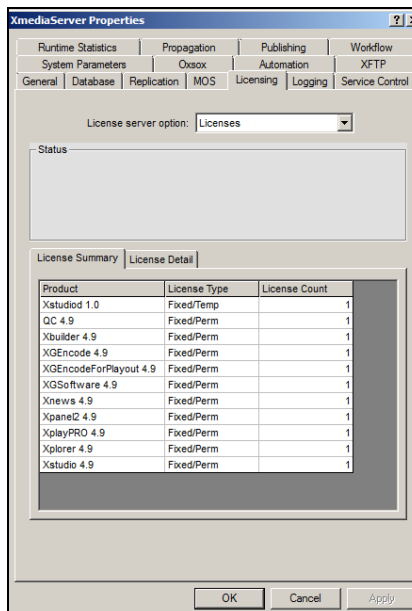 XmediaServer Properties
Runtime Statistics Propagation Publishing Workflow
System Parameters Oxsox Automation XFTP
General Database Replication MOS Licensing Logging Service Control
License server option: Licenses
Status
License Summary License Detail
Product License Type License Count
Xstudiod 1.0 Fixed/Temp 1
QC 4.9 Fixed/Perm 1
Xbuilder 4.9 Fixed/Perm 1
XGEncode 4.9 Fixed/Perm 1
XGEncodeForPlayout 4.9 Fixed/Perm 1
XGSoftware 4.9 Fixed/Perm 1
Xnews 4.9 Fixed/Perm 1
Xpanel2 4.9 Fixed/Perm 1
XplayPRO 4.9 Fixed/Perm 1
Xplorer 4.9 Fixed/Perm 1
Xstudio 4.9 Fixed/Perm 1
OK Cancel Apply